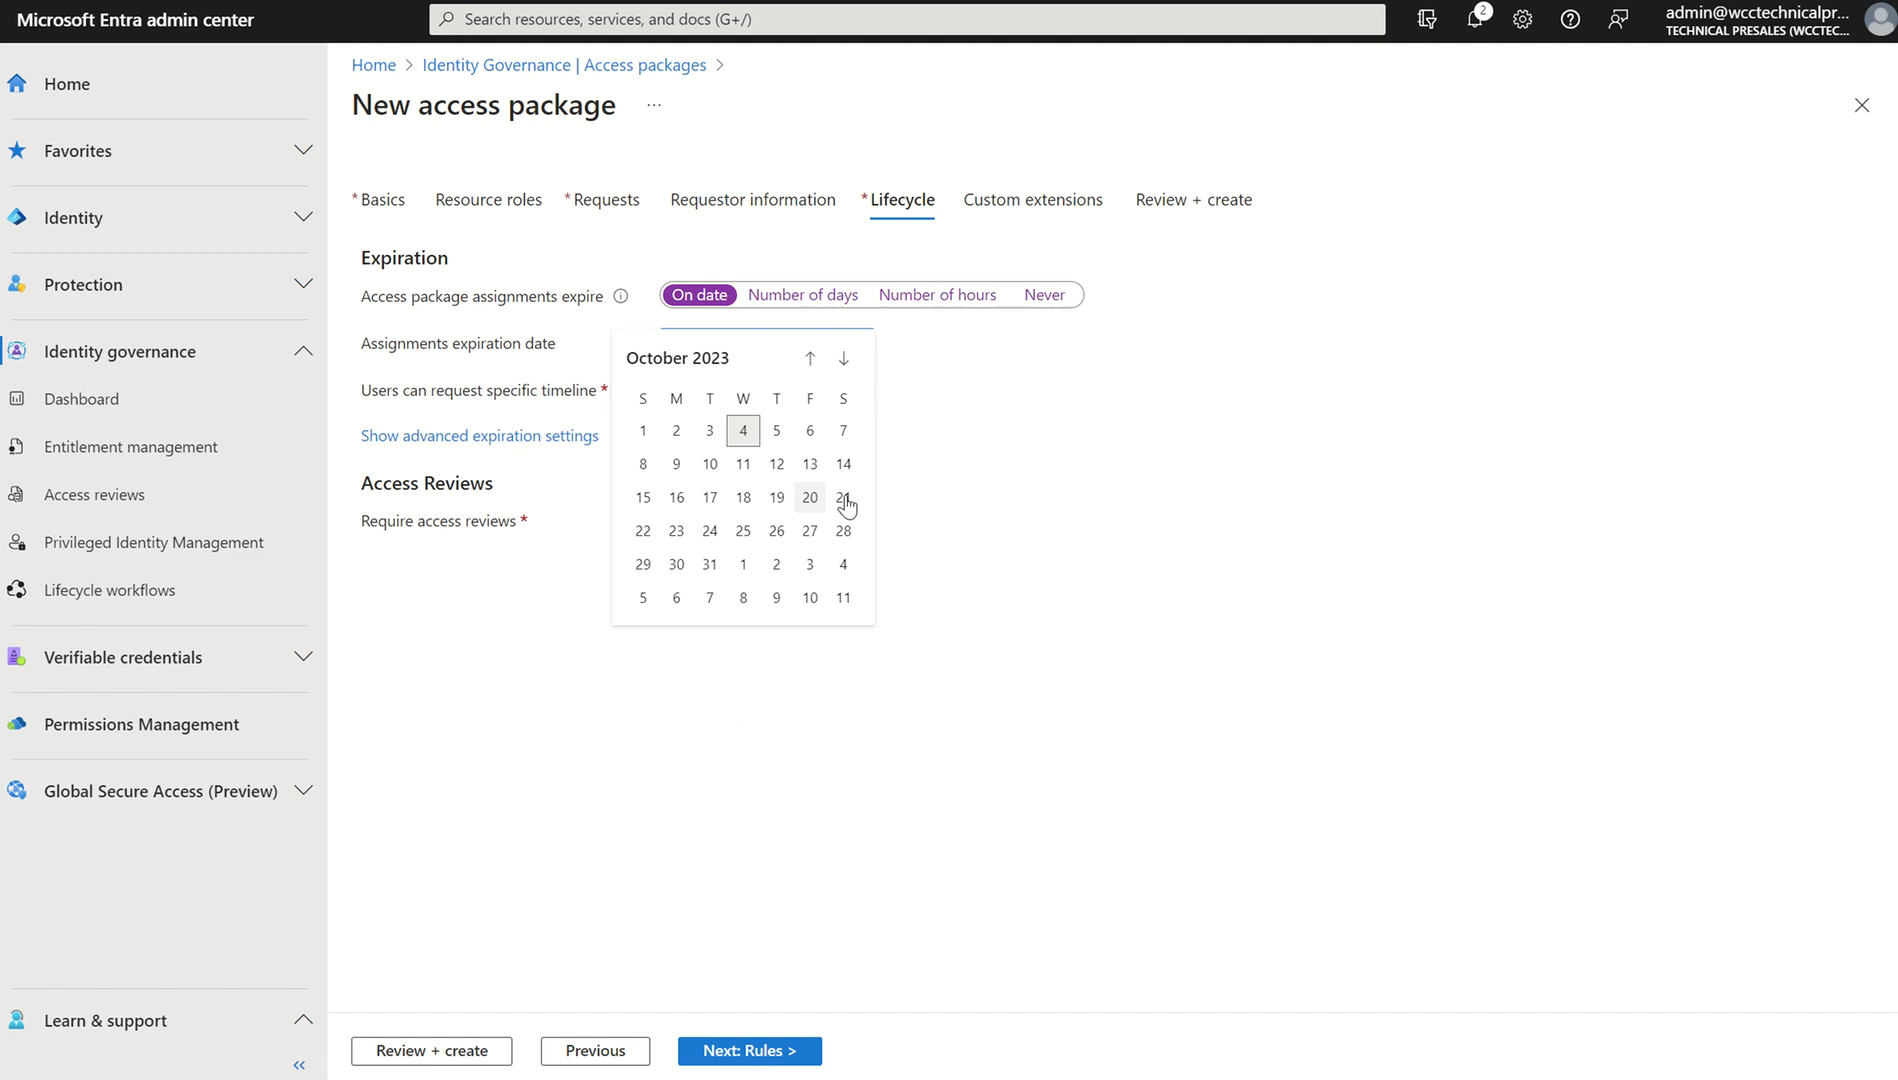 Microsoft Entra admin center
Search resources, services, and docs (G+/)
2
admin@wcctechnicalpr...
TECHNICAL PRESALES (WCCTEC...
Home
Favorites
Identity
Protection
Identity governance
Dashboard
Entitlement management
Access reviews
Privileged Identity Management
Lifecycle workflows
Verifiable credentials
Permissions Management
Global Secure Access (Preview)
Learn & support
«
Home > Identity Governance | Access packages >
New access package ...
* Basics Resource roles * Requests Requestor information * Lifecycle Custom extensions Review + create
Expiration
Access package assignments expire On date Number of days Number of hours Never
Assignments expiration date
Users can request specific timeline *
Show advanced expiration settings
Access Reviews
Require access reviews *
October 2023 ↑ ↓
S M T W T F S
1 2 3 4 5 6 7
8 9 10 11 12 13 14
15 16 17 18 19 20 21
22 23 24 25 26 27 28
29 30 31 1 2 3 4
5 6 7 8 9 10 11
Review + create Previous Next: Rules >